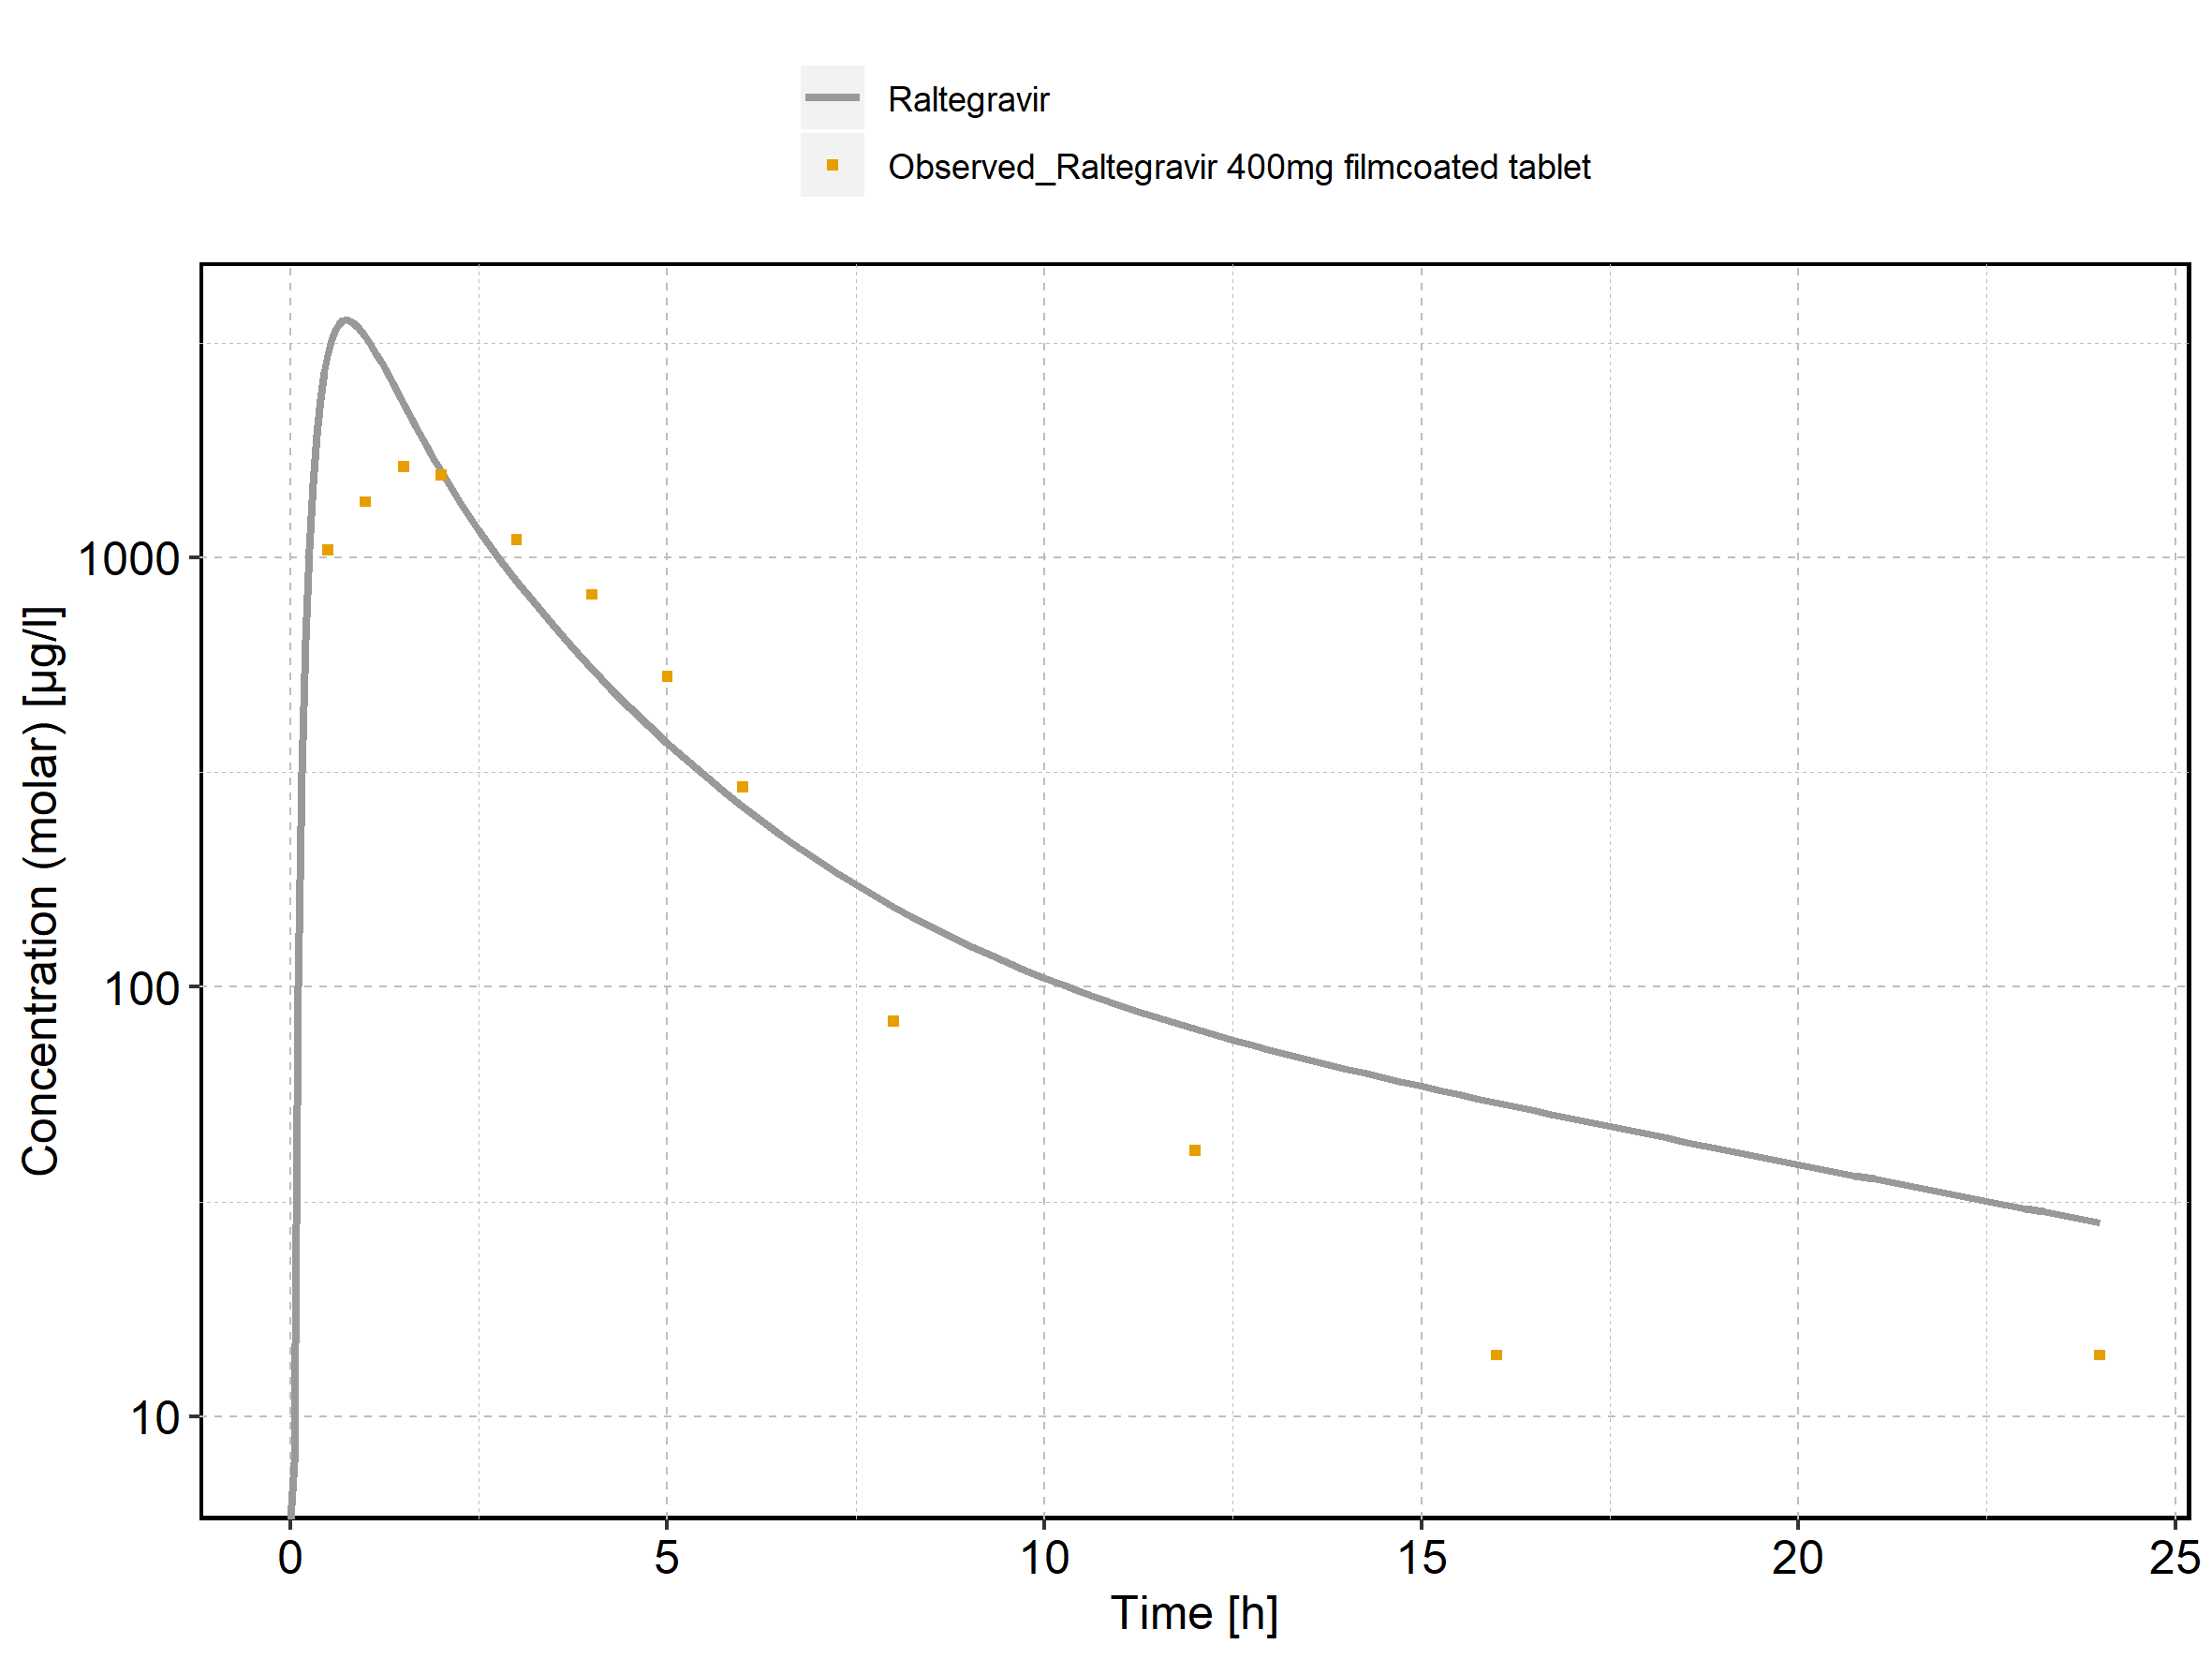 Raltegravir
Observed_Raltegravir 400mg filmcoated tablet
Concentration (molar) [µg/l]
1000
100
10
0 5 10 15 20 25
Time [h]